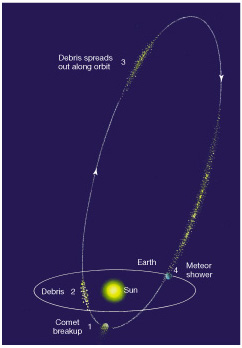 Debris spreads
out along orbit
3
Earth
4
Meteor
shower
Debris 2
Sun
Comet
breakup
1